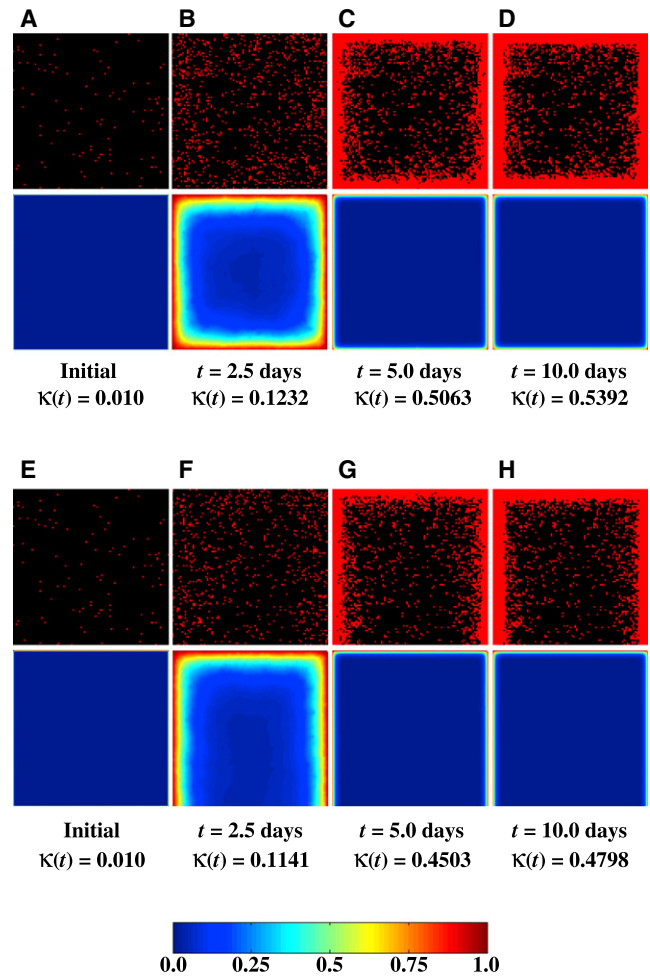 A B C D
Initial t = 2.5 days t = 5.0 days t = 10.0 days
κ(t) = 0.010 κ(t) = 0.1232 κ(t) = 0.5063 κ(t) = 0.5392
E F G H
Initial t = 2.5 days t = 5.0 days t = 10.0 days
κ(t) = 0.010 κ(t) = 0.1141 κ(t) = 0.4503 κ(t) = 0.4798
0.0 0.25 0.5 0.75 1.0